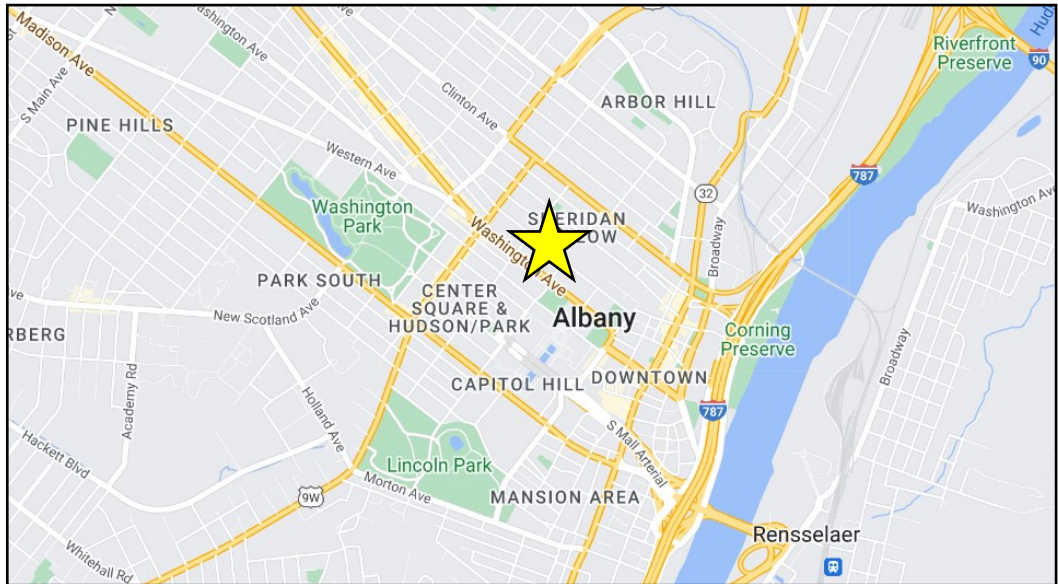 Madison Ave
S Main Ave
PINE HILLS
Western Ave
Clinton Ave
ARBOR HILL
Riverfront
Preserve
90
787
32
Washington Ave
Washington
Park
SHERIDAN
LOW
Washington Ave
Broadway
PARK SOUTH
CENTER
SQUARE &
HUDSON/PARK
Albany
New Scotland Ave
ERBERG
Corning
Preserve
Broadway
CAPITOL HILL
DOWNTOWN
787
Academy Rd
Holland Ave
S Mall Arterial
Hackett Blvd
Lincoln Park
Morton Ave
9W
MANSION AREA
Whitehall Rd
Rensselaer